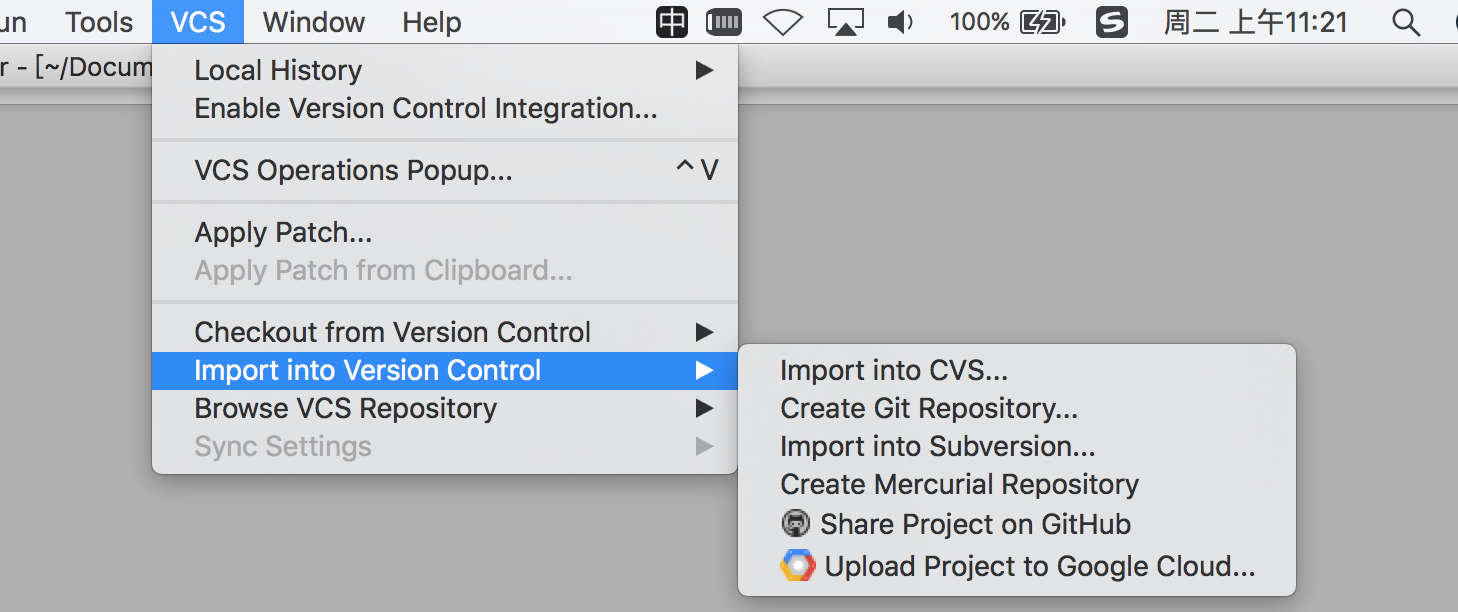 un Tools VCS Window Help 中 100% S 周二 上午11:21
r - [~/Docum
Local History
Enable Version Control Integration...
VCS Operations Popup... ^V
Apply Patch...
Apply Patch from Clipboard...
Checkout from Version Control
Import into Version Control
Browse VCS Repository
Sync Settings
Import into CVS...
Create Git Repository...
Import into Subversion...
Create Mercurial Repository
Share Project on GitHub
Upload Project to Google Cloud...